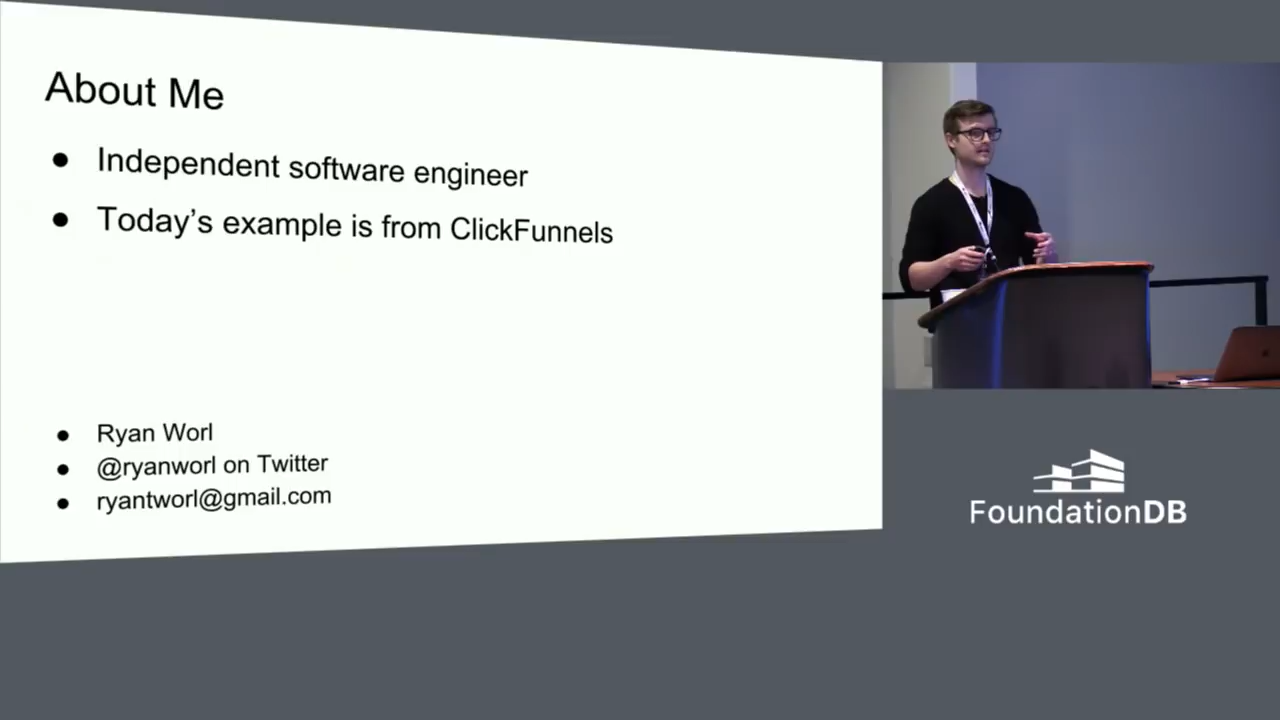 About Me
● Independent software engineer
● Today's example is from ClickFunnels
● Ryan Worl
● @ryanworl on Twitter
● ryantworl@gmail.com
FoundationDB